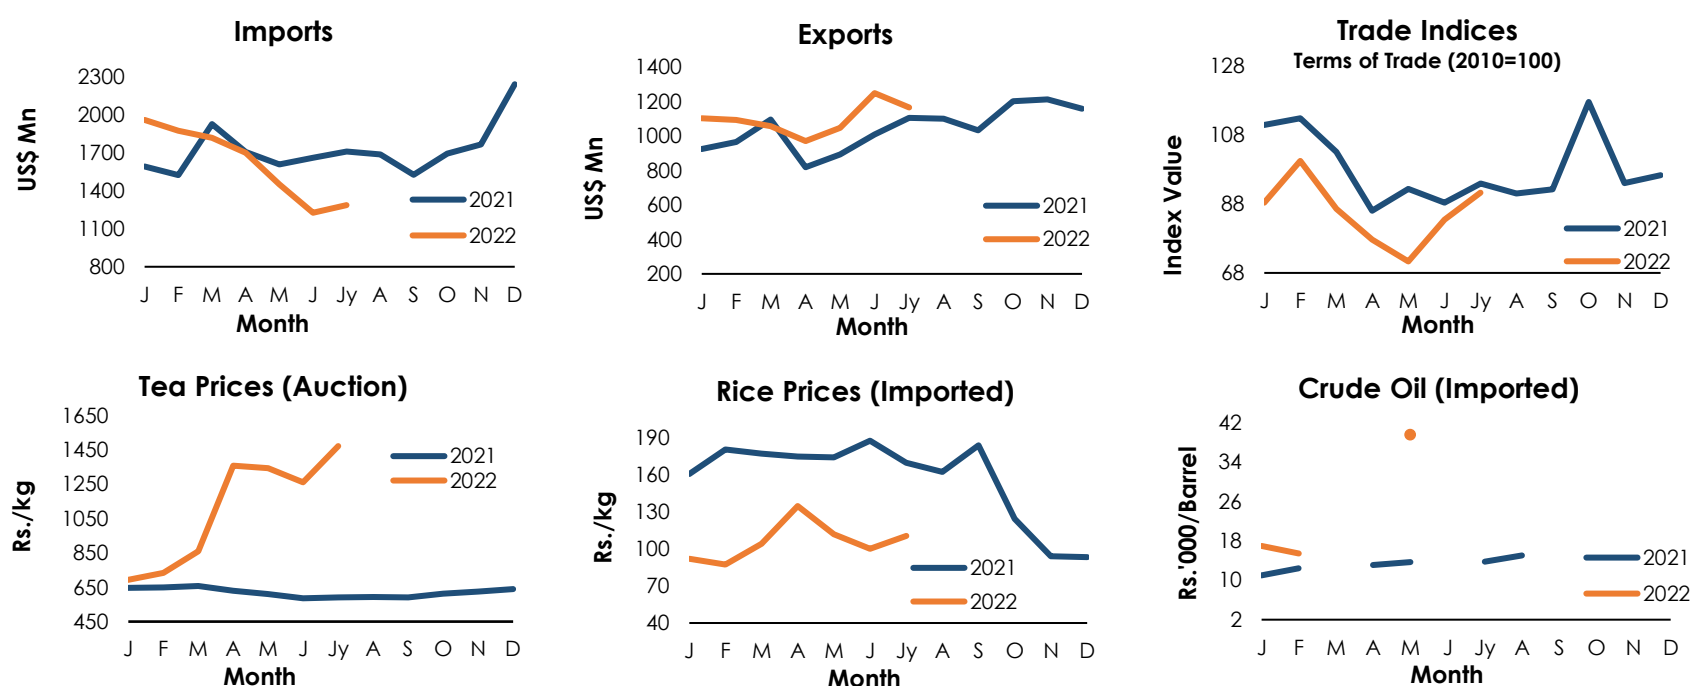 Imports
US$ Mn
2300
2000
1700
1400
1100
800
2021
2022
J F M A M J Jy A S O N D
Month
Exports
US$ Mn
1400
1200
1000
800
600
400
200
2021
2022
J F M A M J Jy A S O N D
Month
Trade Indices
Terms of Trade (2010=100)
Index Value
128
108
88
68
2021
2022
J F M A M J Jy A S O N D
Month
Tea Prices (Auction)
Rs./kg
1650
1450
1250
1050
850
650
450
2021
2022
J F M A M J Jy A S O N D
Month
Rice Prices (Imported)
Rs./kg
190
160
130
100
70
40
2021
2022
J F M A M J Jy A S O N D
Month
Crude Oil (Imported)
Rs.'000/Barrel
42
34
26
18
10
2
2021
2022
J F M A M J Jy A S O N D
Month